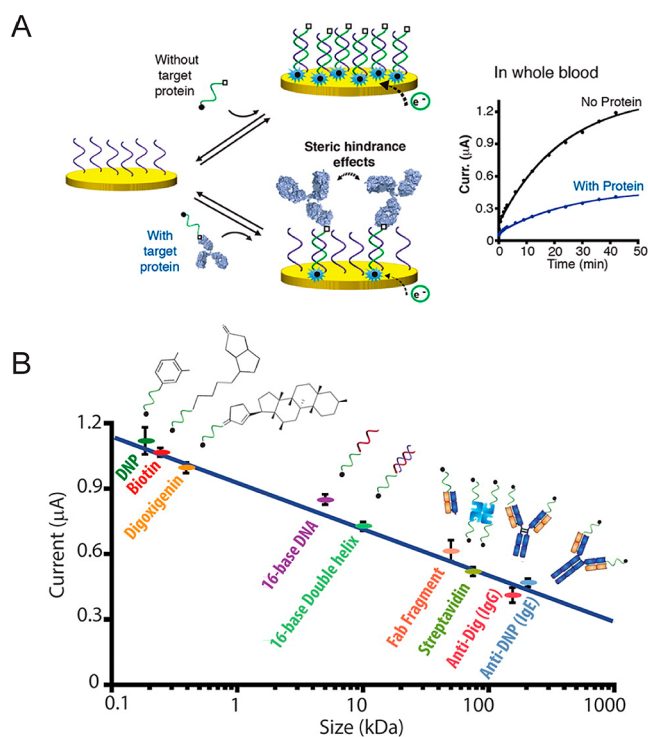 A
Without
target
protein
e-
In whole blood
Steric hindrance
effects
With
target
protein
e-
Curr. (µA)
1.2
0.9
0.6
0.3
0
No Protein
With Protein
0 10 20 30 40 50
Time (min)
B
Current (µA)
1.2
0.9
0.6
0.3
0
DNP
Biotin
Digoxigenin
16-base DNA
16-base Double helix
Fab Fragment
Streptavidin
Anti-Dig (IgG)
Anti-DNP (IgE)
0.1 1 10 100 1000
Size (kDa)